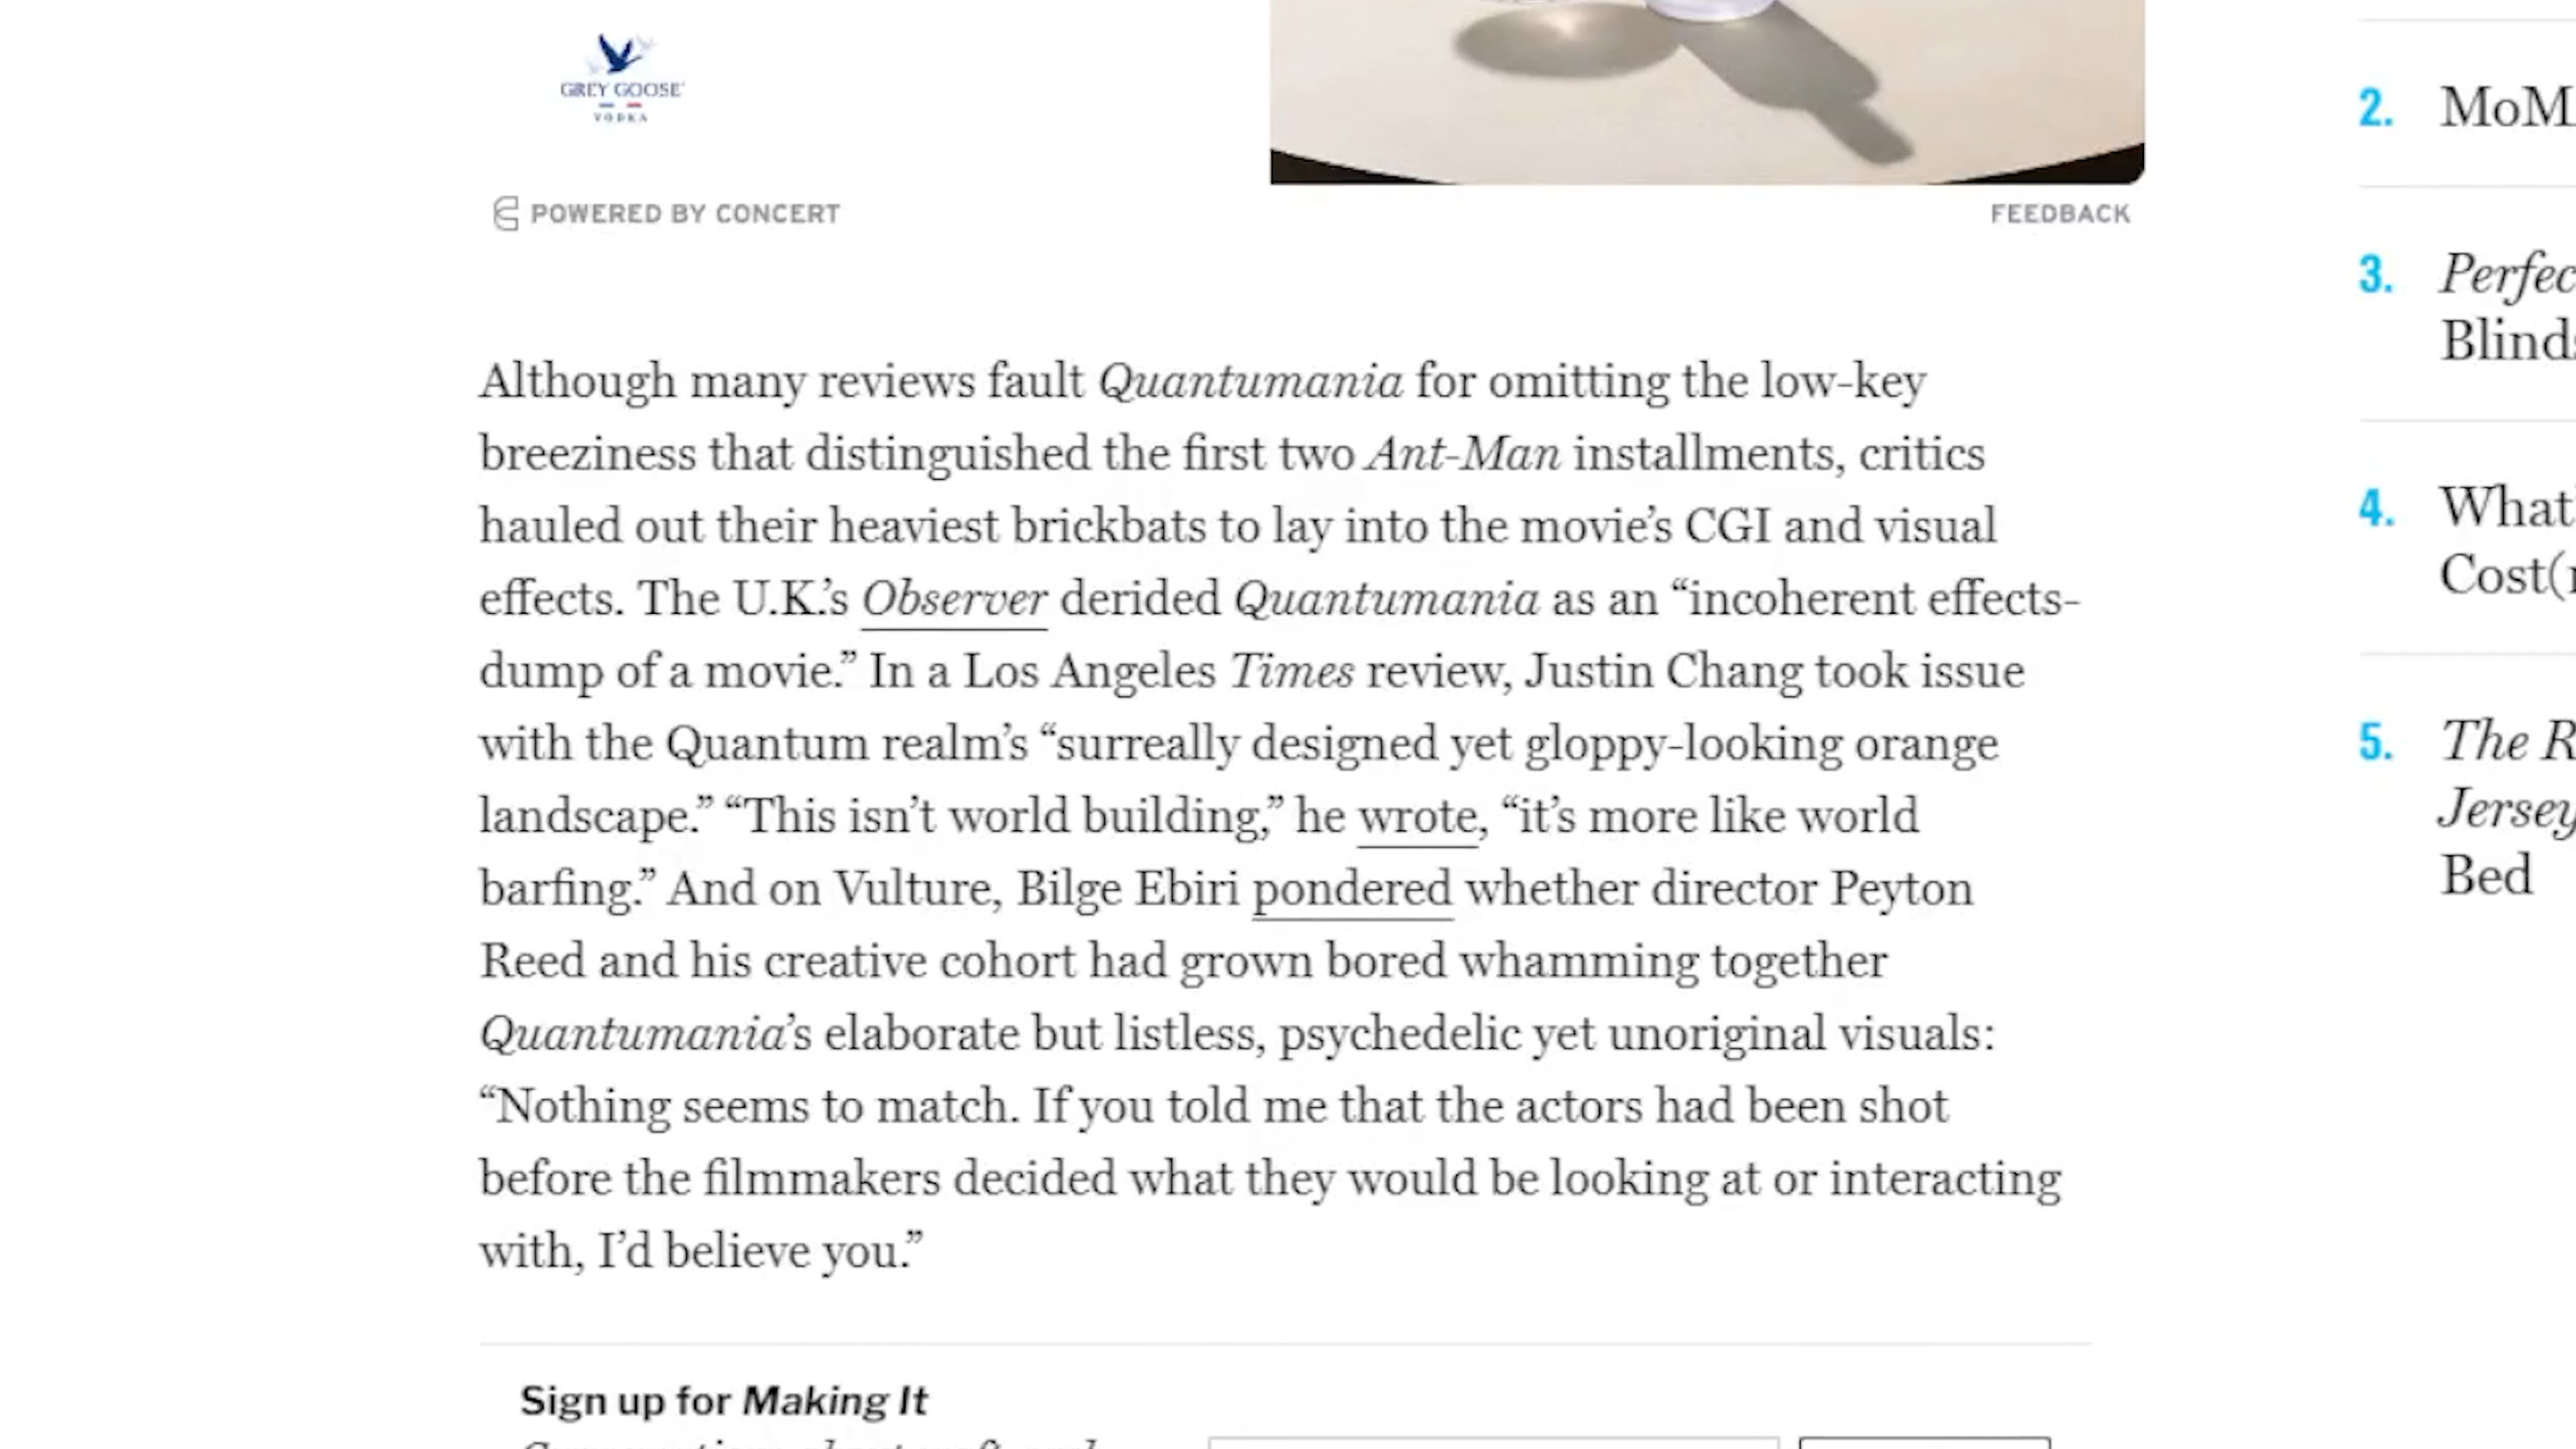 GREY GOOSE
VODKA
POWERED BY CONCERT
FEEDBACK
Although many reviews fault Quantumania for omitting the low-key
breeziness that distinguished the first two Ant-Man installments, critics
hauled out their heaviest brickbats to lay into the movie’s CGI and visual
effects. The U.K.’s Observer derided Quantumania as an “incoherent effects-
dump of a movie.” In a Los Angeles Times review, Justin Chang took issue
with the Quantum realm’s “surreally designed yet gloppy-looking orange
landscape.” “This isn’t world building,” he wrote, “it’s more like world
barfing.” And on Vulture, Bilge Ebiri pondered whether director Peyton
Reed and his creative cohort had grown bored whamming together
Quantumania’s elaborate but listless, psychedelic yet unoriginal visuals:
“Nothing seems to match. If you told me that the actors had been shot
before the filmmakers decided what they would be looking at or interacting
with, I’d believe you.”
Sign up for Making It
2. MoM
3. Perfec
Blinds
4. What'
Cost(
5. The R
Jersey
Bed